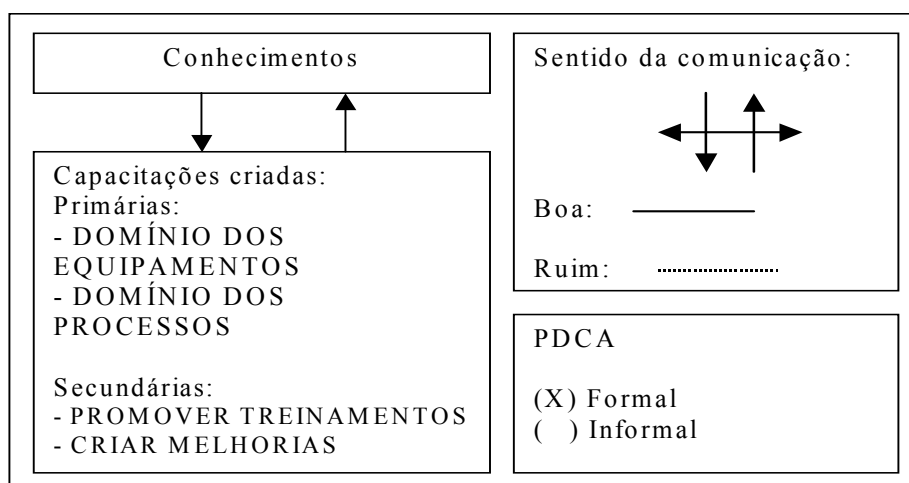 Conhecimentos
Capacitações criadas:
Primárias:
- DOMÍNIO DOS
EQUIPAMENTOS
- DOMÍNIO DOS
PROCESSOS
Secundárias:
- PROMOVER TREINAMENTOS
- CRIAR MELHORIAS
Sentido da comunicação:
Boa:
Ruim:
PDCA
(X) Formal
( ) Informal